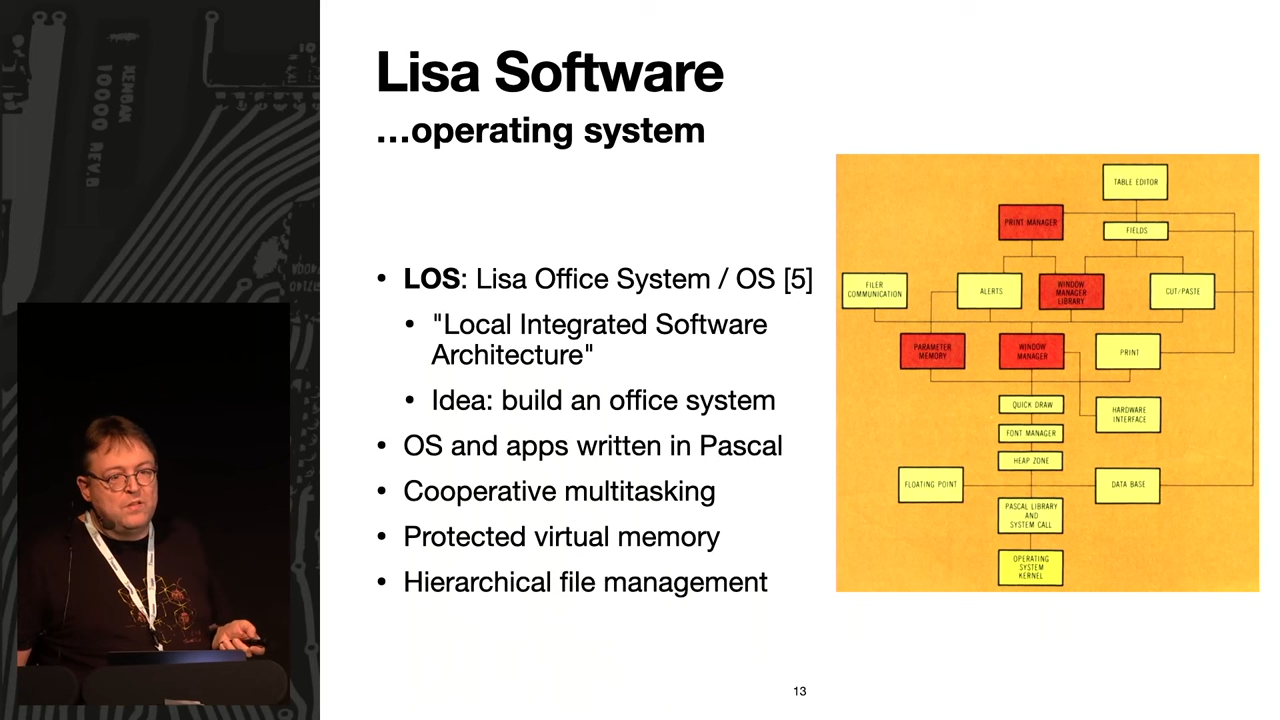 KENBAK
10000 REV.B
Lisa Software
...operating system
• LOS: Lisa Office System / OS [5]
• "Local Integrated Software
Architecture"
• Idea: build an office system
• OS and apps written in Pascal
• Cooperative multitasking
• Protected virtual memory
• Hierarchical file management
TABLE EDITOR
PRINT MANAGER
FIELDS
FILER
COMMUNICATION
ALERTS
WINDOW
MANAGER
LIBRARY
CUT/PASTE
PARAMETER
MEMORY
WINDOW
MANAGER
PRINT
QUICK DRAW
HARDWARE
INTERFACE
FONT MANAGER
HEAP ZONE
FLOATING POINT
DATA BASE
PASCAL LIBRARY
AND
SYSTEM CALL
OPERATING
SYSTEM
KERNEL
13